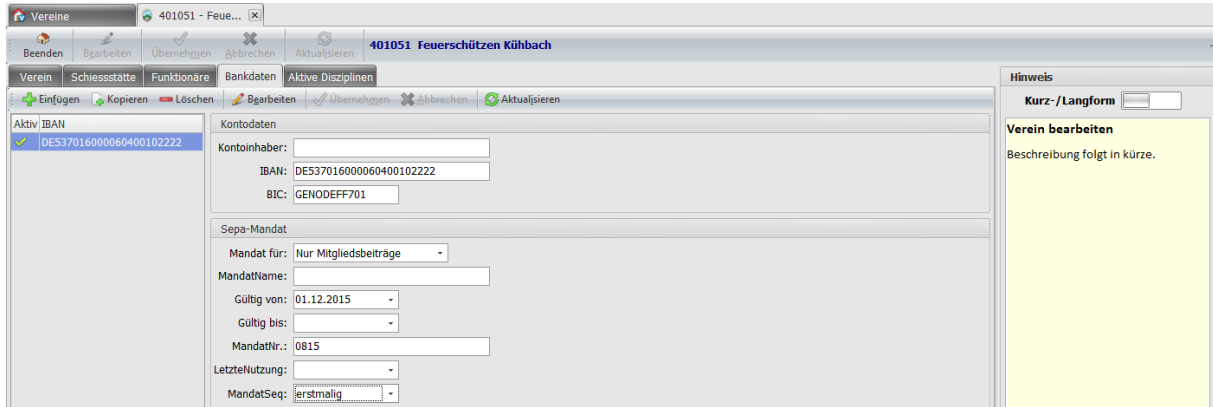 Vereine
401051 - Feue...
Beenden Bearbeiten Übernehmen Abbrechen Aktualisieren 401051 Feuerschützen Kühbach
Verein Schiessstätte Funktionäre Bankdaten Aktive Disziplinen
Einfügen Kopieren Löschen Bearbeiten Übernehmen Abbrechen Aktualisieren
Aktiv IBAN
DE537016000060400102222
Kontodaten
Kontoinhaber:
IBAN: DE537016000060400102222
BIC: GENODEFF701
Sepa-Mandat
Mandat für: Nur Mitgliedsbeiträge
MandatName:
Gültig von: 01.12.2015
Gültig bis:
MandatNr.: 0815
LetzteNutzung:
MandatSeq: erstmalig
Hinweis
Kurz-/Langform
Verein bearbeiten
Beschreibung folgt in kürze.